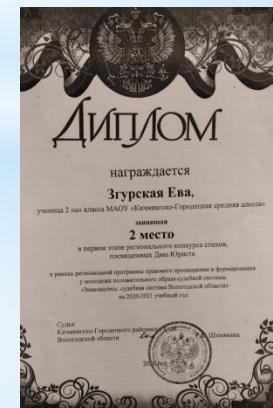 ДИПЛОМ
награждается
Згурская Ева,
ученица 2 «а» класса МАОУ «Кичменгско-Городецкая средняя школа»
занявшая
2 место
в первом этапе регионального конкурса стихов,
посвященных Дню Юриста
в рамках региональной программы правового просвещения и формирования
у молодежи положительного образа судебной системы
«Знакомьтесь: судебная система Вологодской области»
на 2020-2021 учебный год
Судья
Кичменгско-Городецкого районного суда
Вологодской области
Шемякина